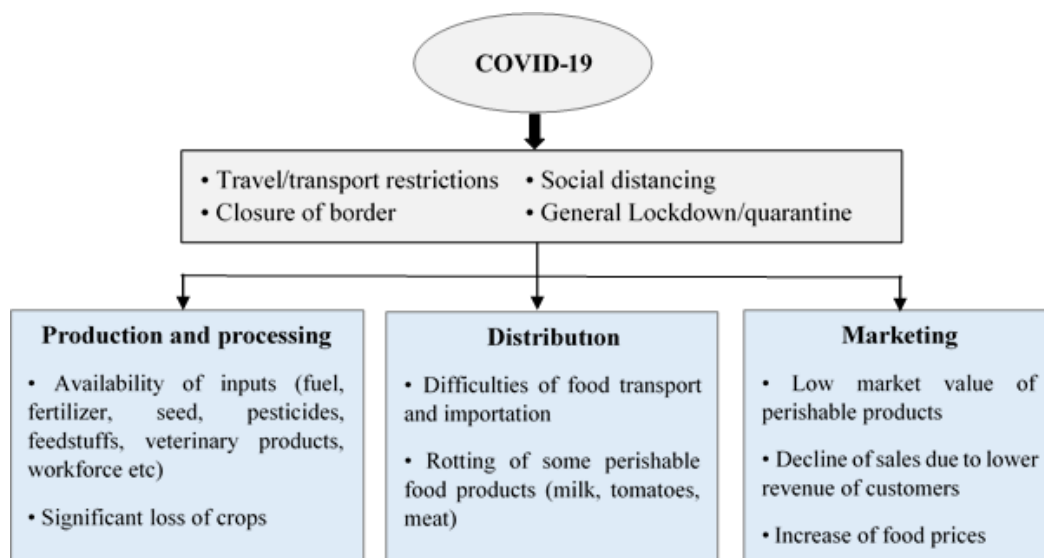 COVID-19
• Travel/transport restrictions
• Closure of border
• Social distancing
• General Lockdown/quarantine
Production and processing
• Availability of inputs (fuel,
fertilizer, seed, pesticides,
feedstuffs, veterinary products,
workforce etc)
• Significant loss of crops
Distribution
• Difficulties of food transport
and importation
• Rotting of some perishable
food products (milk, tomatoes,
meat)
Marketing
• Low market value of
perishable products
• Decline of sales due to lower
revenue of customers
• Increase of food prices